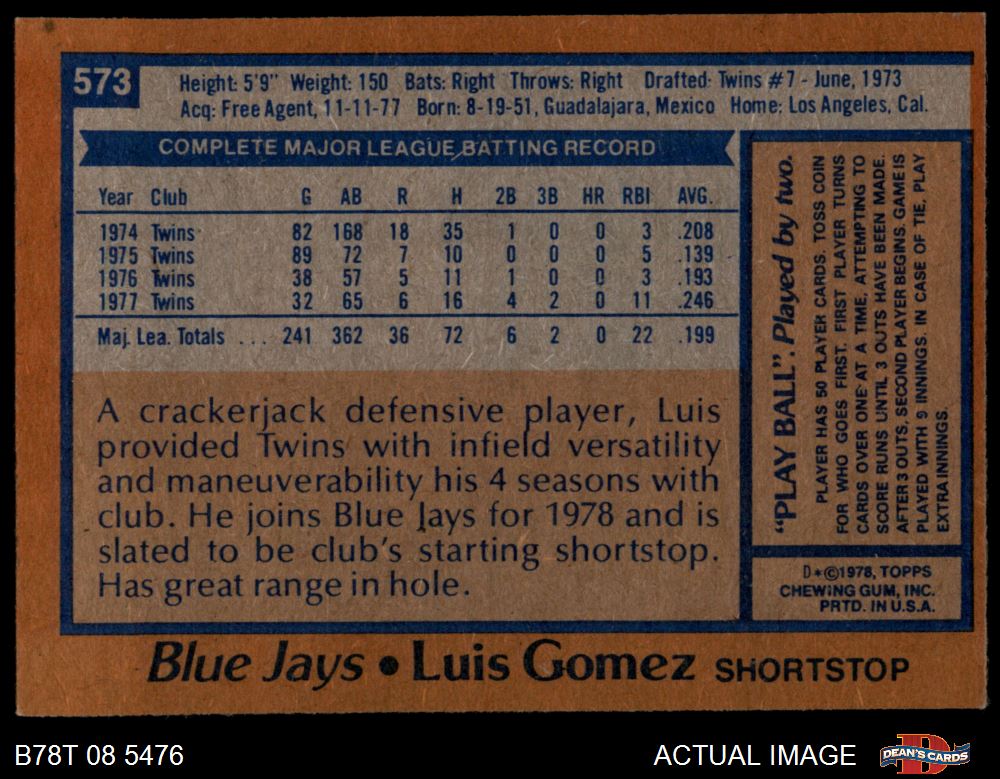 573
Height: 5'9" Weight: 150 Bats: Right Throws: Right Drafted: Twins #7 - June, 1973
Acq: Free Agent, 11-11-77 Born: 8-19-51, Guadalajara, Mexico Home: Los Angeles, Cal.
COMPLETE MAJOR LEAGUE BATTING RECORD
Year Club G AB R H 2B 3B HR RBI AVG.
1974 Twins 82 168 18 35 1 0 0 3 .208
1975 Twins 89 72 7 10 0 0 0 5 .139
1976 Twins 38 57 5 11 1 0 0 3 .193
1977 Twins 32 65 6 16 4 2 0 11 .246
Maj. Lea. Totals ... 241 362 36 72 6 2 0 22 .199
A crackerjack defensive player, Luis
provided Twins with infield versatility
and maneuverability his 4 seasons with
club. He joins Blue Jays for 1978 and is
slated to be club's starting shortstop.
Has great range in hole.
"PLAY BALL". Played by two.
PLAYER HAS 50 PLAYER CARDS. TOSS COIN
FOR WHO GOES FIRST. FIRST PLAYER TURNS
CARDS OVER ONE AT A TIME, ATTEMPTING TO
SCORE RUNS UNTIL 3 OUTS HAVE BEEN MADE.
AFTER 3 OUTS, SECOND PLAYER BEGINS. GAME IS
PLAYED WITH 9 INNINGS. IN CASE OF TIE, PLAY
EXTRA INNINGS.
D*©1978, TOPPS
CHEWING GUM, INC.
PRTD. IN U.S.A.
Blue Jays • Luis Gomez SHORTSTOP
B78T 08 5476
ACTUAL IMAGE
DEAN'S CARDS